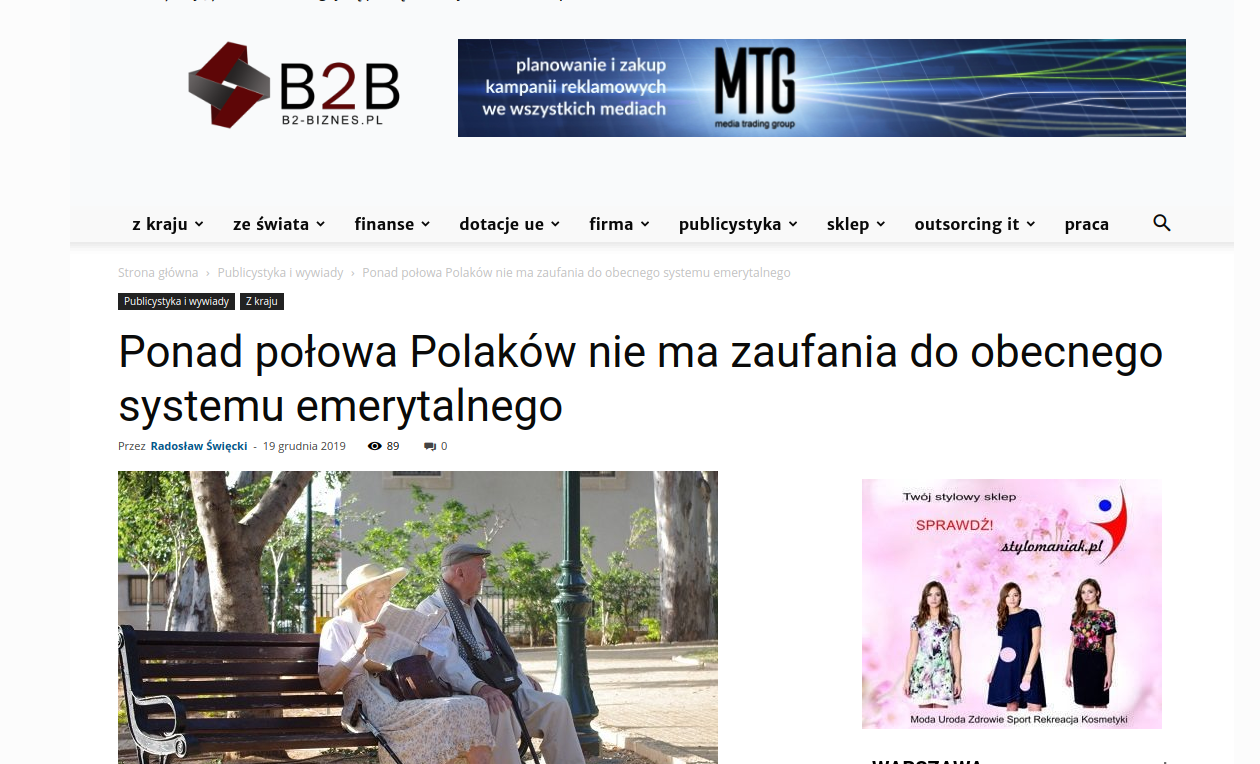 B2B
B2-BIZNES.PL
planowanie i zakup
kampanii reklamowych
we wszystkich mediach
MTG
media trading group
z kraju
ze świata
finanse
dotacje ue
firma
publicystyka
sklep
outsorcing it
praca
Strona główna › Publicystyka i wywiady › Ponad połowa Polaków nie ma zaufania do obecnego systemu emerytalnego
Publicystyka i wywiady
Z kraju
Ponad połowa Polaków nie ma zaufania do obecnego
systemu emerytalnego
Przez Radosław Święcki - 19 grudnia 2019 89 0
Twój stylowy sklep
SPRAWDŹ!
stylomaniak.pl
Moda Uroda Zdrowie Sport Rekreacja Kosmetyki
WARSZAWA